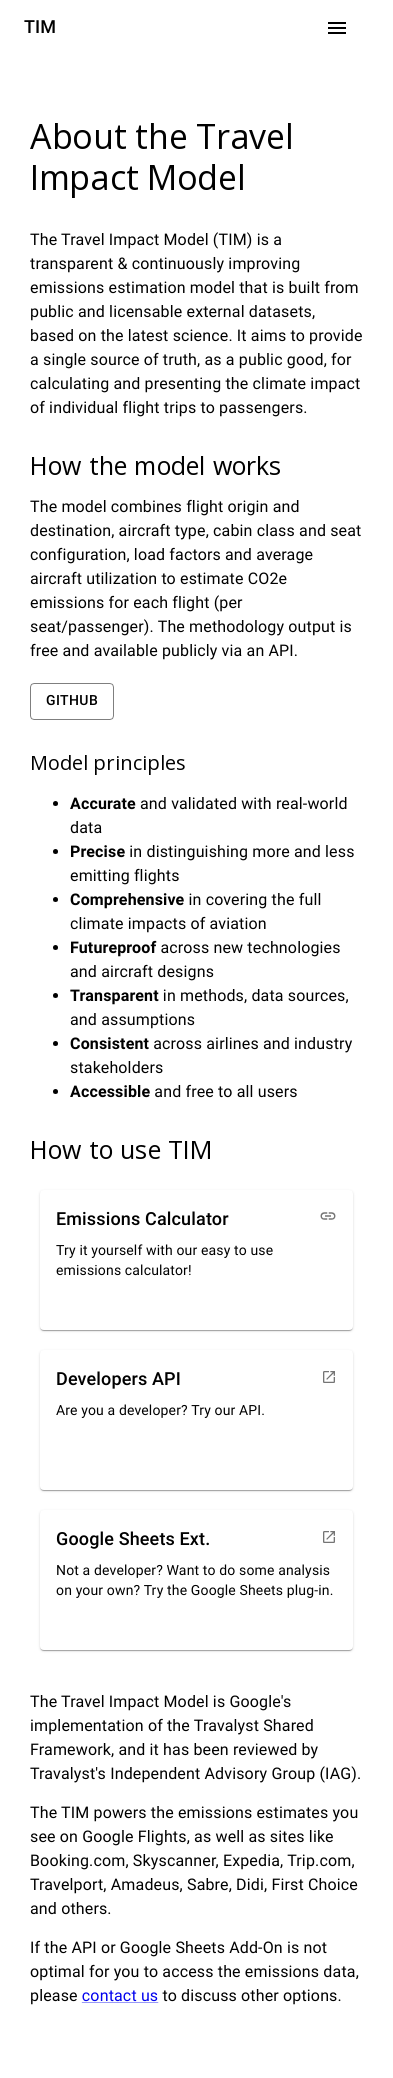 TIM
About the Travel
Impact Model
The Travel Impact Model (TIM) is a
transparent & continuously improving
emissions estimation model that is built from
public and licensable external datasets,
based on the latest science. It aims to provide
a single source of truth, as a public good, for
calculating and presenting the climate impact
of individual flight trips to passengers.
How the model works
The model combines flight origin and
destination, aircraft type, cabin class and seat
configuration, load factors and average
aircraft utilization to estimate CO2e
emissions for each flight (per
seat/passenger). The methodology output is
free and available publicly via an API.
GITHUB
Model principles
• Accurate and validated with real-world
data
• Precise in distinguishing more and less
emitting flights
• Comprehensive in covering the full
climate impacts of aviation
• Futureproof across new technologies
and aircraft designs
• Transparent in methods, data sources,
and assumptions
• Consistent across airlines and industry
stakeholders
• Accessible and free to all users
How to use TIM
Emissions Calculator
Try it yourself with our easy to use
emissions calculator!
Developers API
Are you a developer? Try our API.
Google Sheets Ext.
Not a developer? Want to do some analysis
on your own? Try the Google Sheets plug-in.
The Travel Impact Model is Google's
implementation of the Travalyst Shared
Framework, and it has been reviewed by
Travalyst's Independent Advisory Group (IAG).
The TIM powers the emissions estimates you
see on Google Flights, as well as sites like
Booking.com, Skyscanner, Expedia, Trip.com,
Travelport, Amadeus, Sabre, Didi, First Choice
and others.
If the API or Google Sheets Add-On is not
optimal for you to access the emissions data,
please contact us to discuss other options.